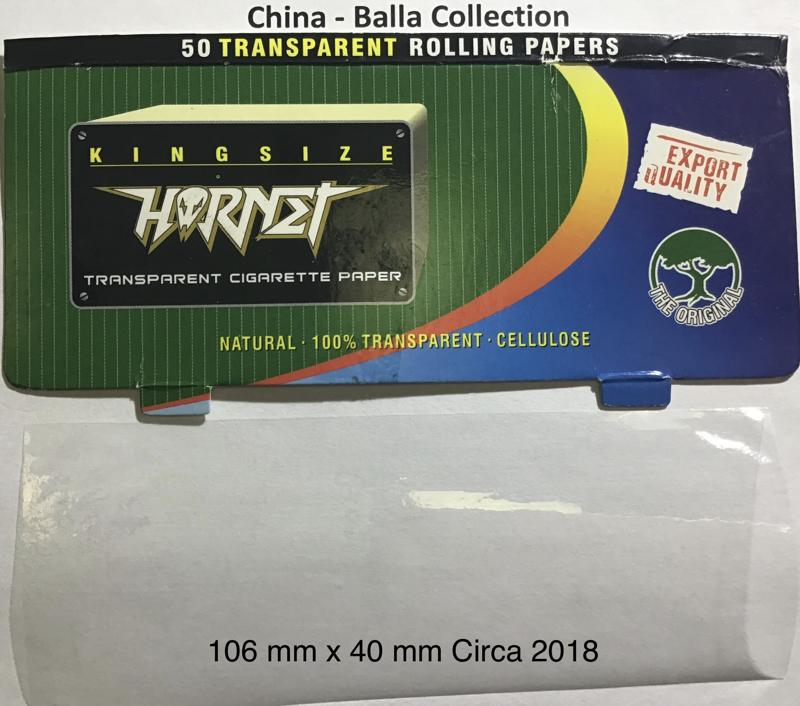 China - Balla Collection
50 TRANSPARENT ROLLING PAPERS
KINGSIZE
HORNET
TRANSPARENT CIGARETTE PAPER
NATURAL · 100% TRANSPARENT · CELLULOSE
EXPORT
QUALITY
THE ORIGINAL
106 mm x 40 mm Circa 2018